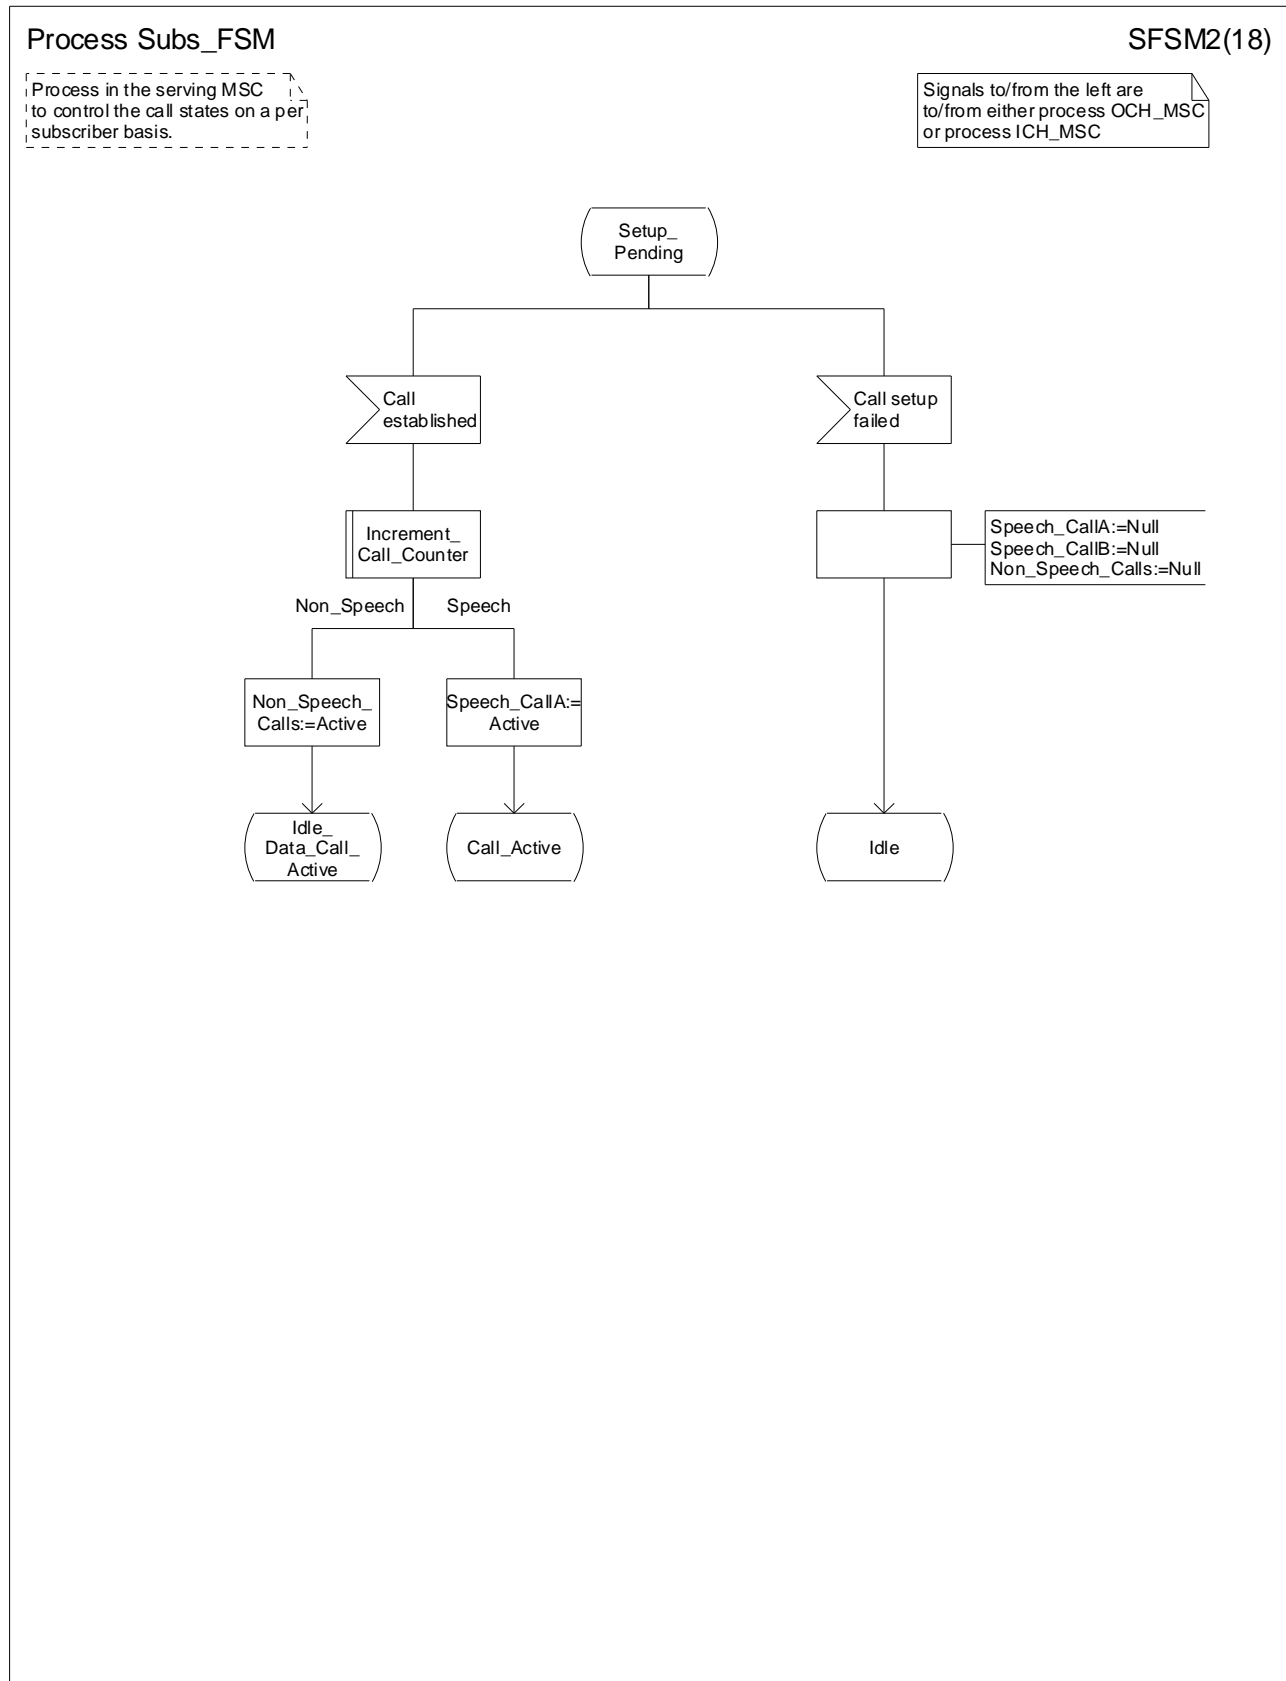 Process Subs_FSM
SFSM2(18)
Process in the serving MSC
to control the call states on a per
subscriber basis.
Signals to/from the left are
to/from either process OCH_MSC
or process ICH_MSC
Setup_
Pending
Call
established
Call setup
failed
Increment_
Call_Counter
Speech_CallA:=Null
Speech_CallB:=Null
Non_Speech_Calls:=Null
Non_Speech
Speech
Non_Speech_
Calls:=Active
Speech_CallA:=
Active
Idle_
Data_Call_
Active
Call_Active
Idle